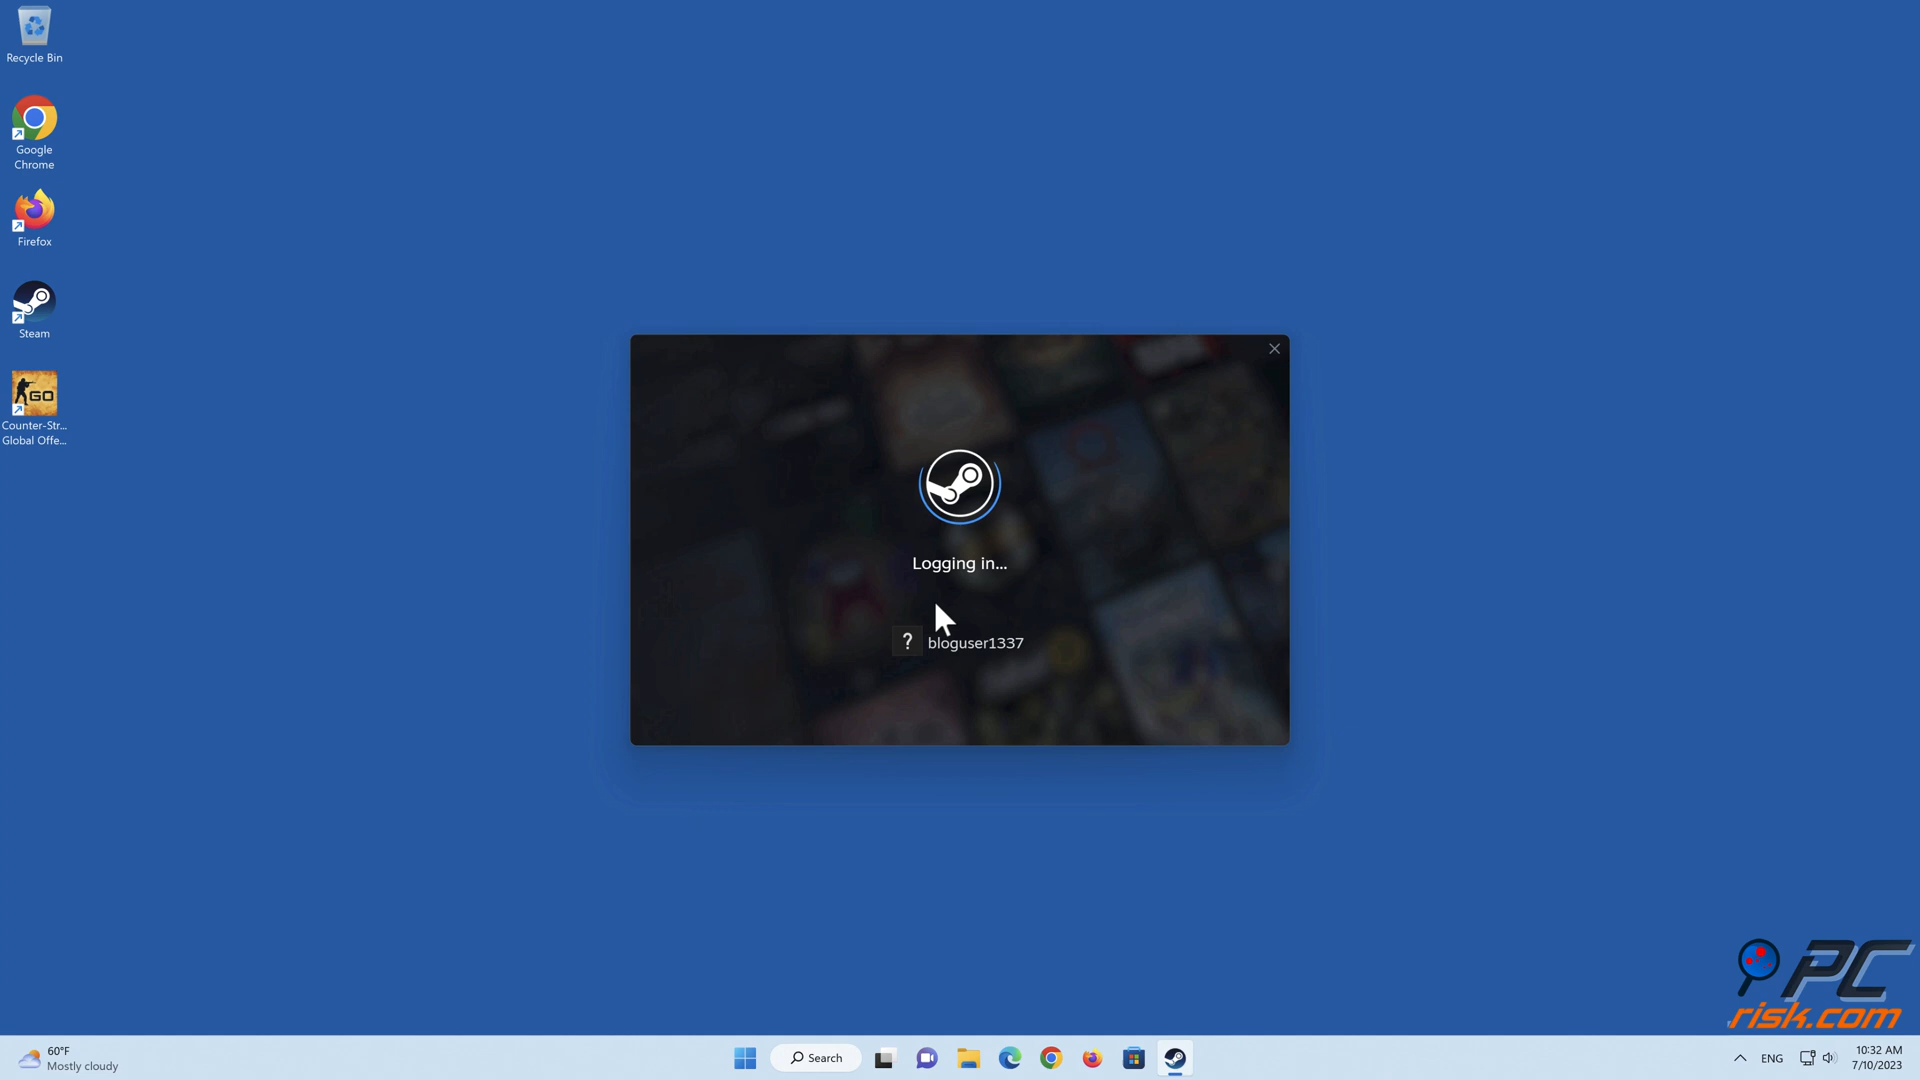 Recycle Bin
Google
Chrome
Firefox
Steam
GO
Counter-Str...
Global Offe...
Logging in...
? bloguser1337
PC
risk.com
60°F
Mostly cloudy
Search
ENG
10:32 AM
7/10/2023